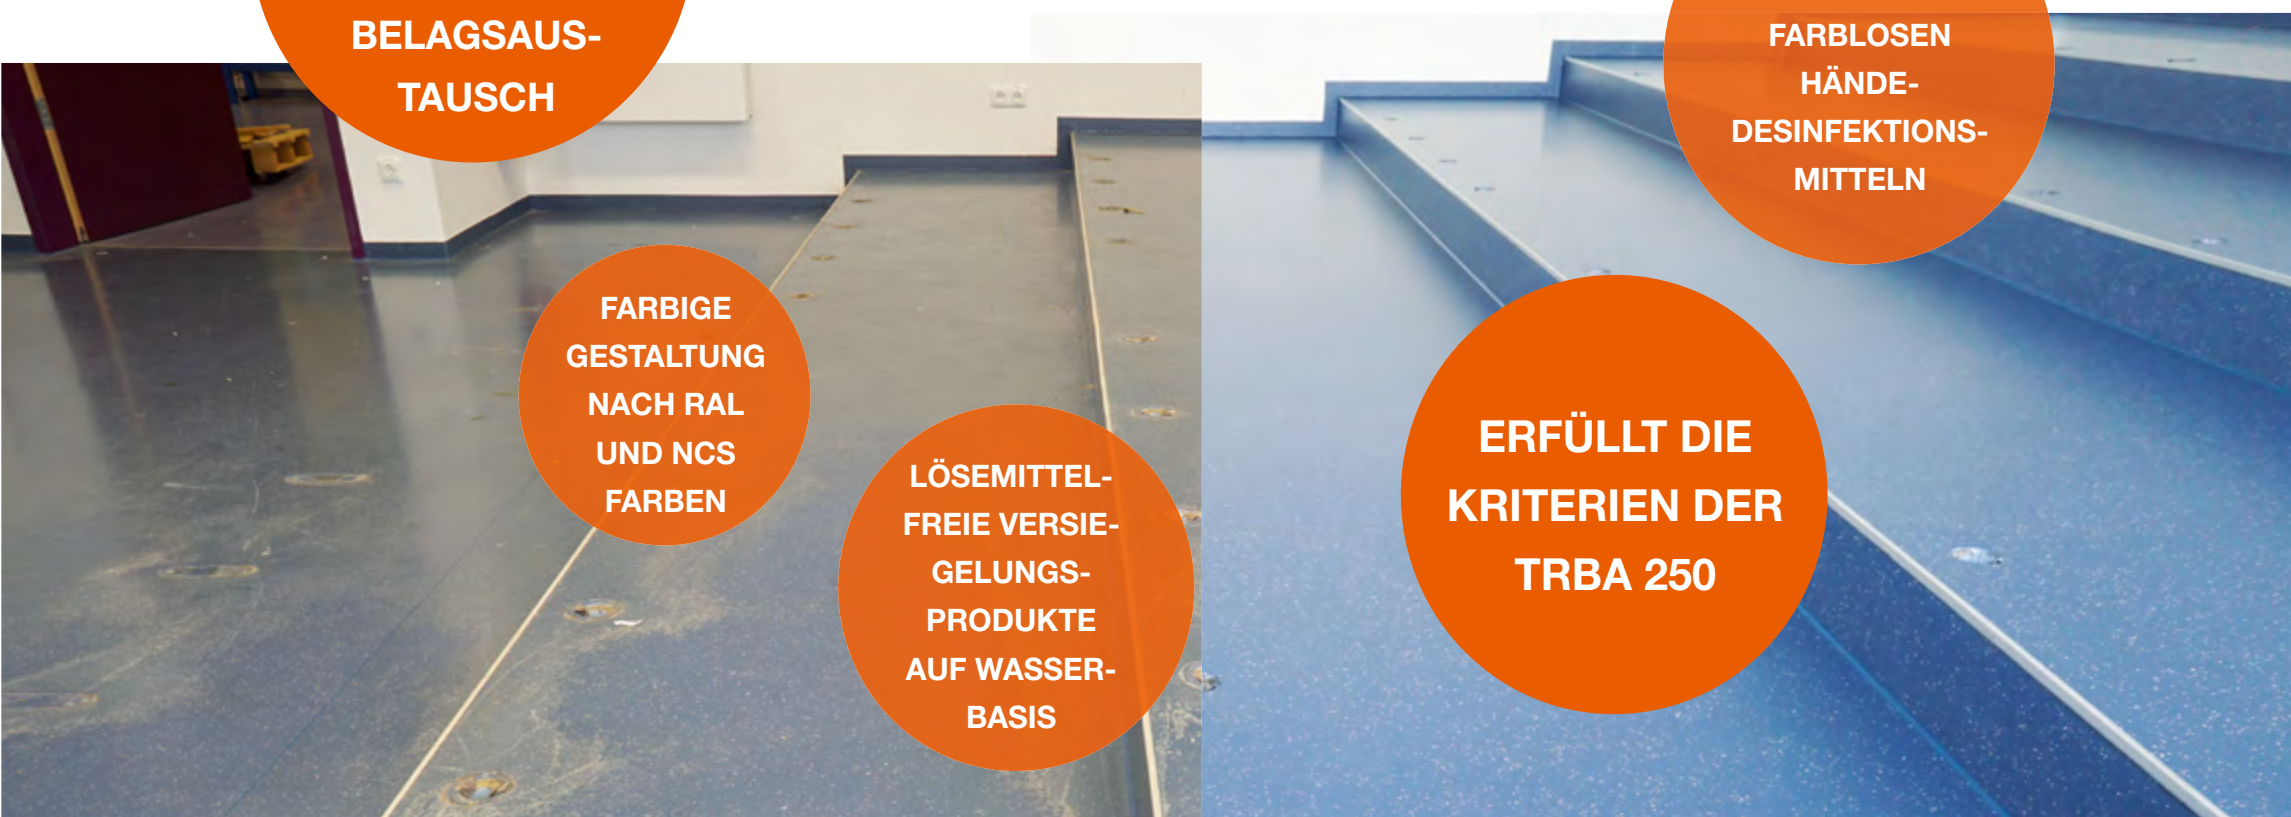 BELAGSAUS-
TAUSCH
FARBIGE
GESTALTUNG
NACH RAL
UND NCS
FARBEN
LÖSEMITTEL-
FREIE VERSIE-
GELUNGS-
PRODUKTE
AUF WASSER-
BASIS
FARBLOSEN
HÄNDE-
DESINFEKTIONS-
MITTELN
ERFÜLLT DIE
KRITERIEN DER
TRBA 250